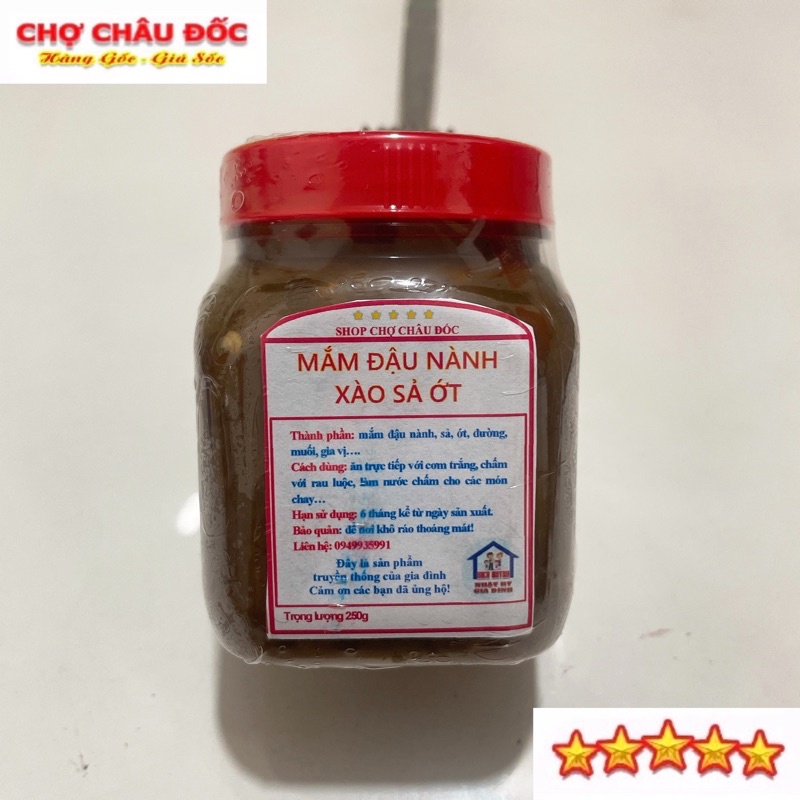 CHỢ CHÂU ĐỐC
Hàng Gốc - Giá Sốc
SHOP CHỢ CHÂU ĐỐC
MẮM ĐẬU NÀNH
XÀO SẢ ỚT
Thành phần: mắm đậu nành, sả, ớt, đường,
muối, gia vị….
Cách dùng: ăn trực tiếp với cơm trắng, chấm
với rau luộc, làm nước chấm cho các món
chay…
Hạn sử dụng: 6 tháng kể từ ngày sản xuất.
Bảo quản: để nơi khô ráo thoáng mát!
Liên hệ: 0949935991
Đây là sản phẩm
truyền thống của gia đình
Cảm ơn các bạn đã ủng hộ!
NHẬT KÝ
GIA ĐÌNH
Trọng lượng 250g